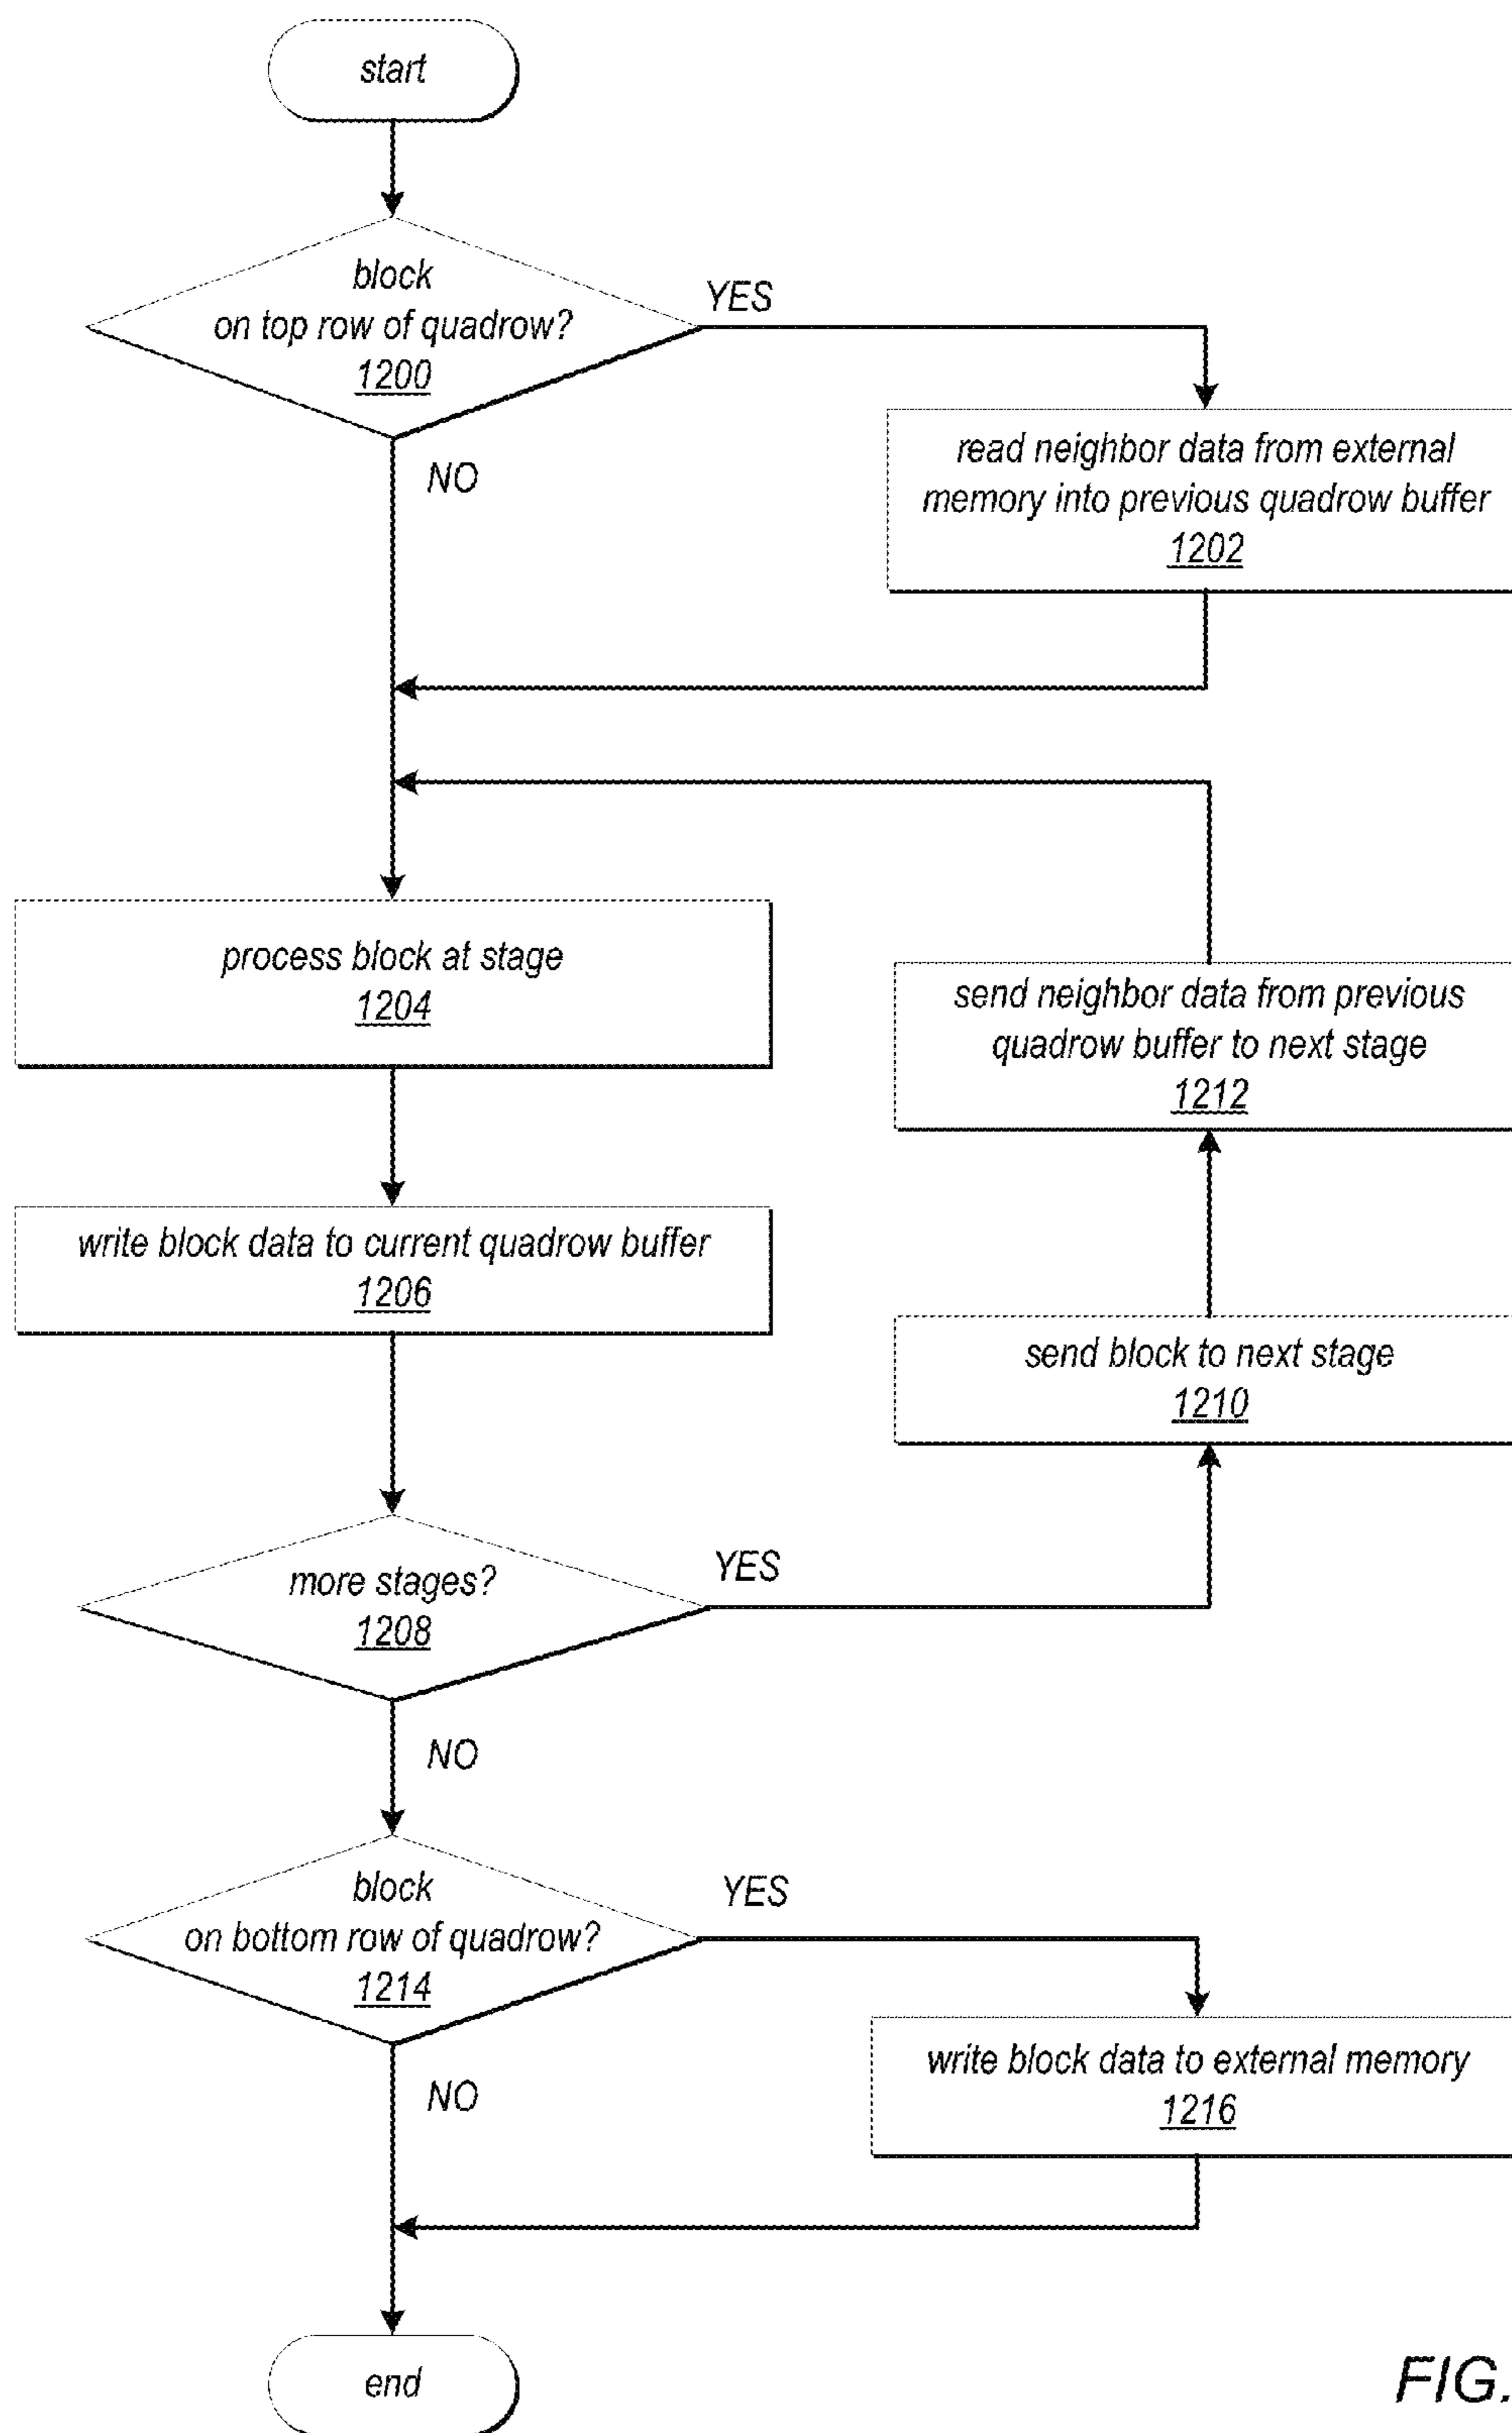 start
block
on top row of quadrow?
1200
YES
NO
read neighbor data from external
memory into previous quadrow buffer
1202
process block at stage
1204
send neighbor data from previous
quadrow buffer to next stage
1212
write block data to current quadrow buffer
1206
send block to next stage
1210
more stages?
1208
YES
NO
block
on bottom row of quadrow?
1214
YES
NO
write block data to external memory
1216
end
FIG.